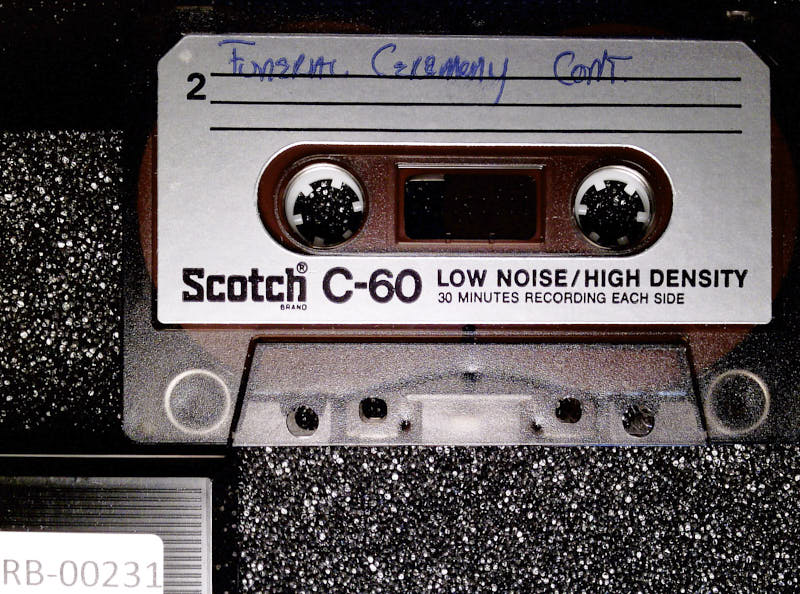 Funeral Ceremony Cont.
2
Scotch®
BRAND
C-60
LOW NOISE/HIGH DENSITY
30 MINUTES RECORDING EACH SIDE
RB-00231